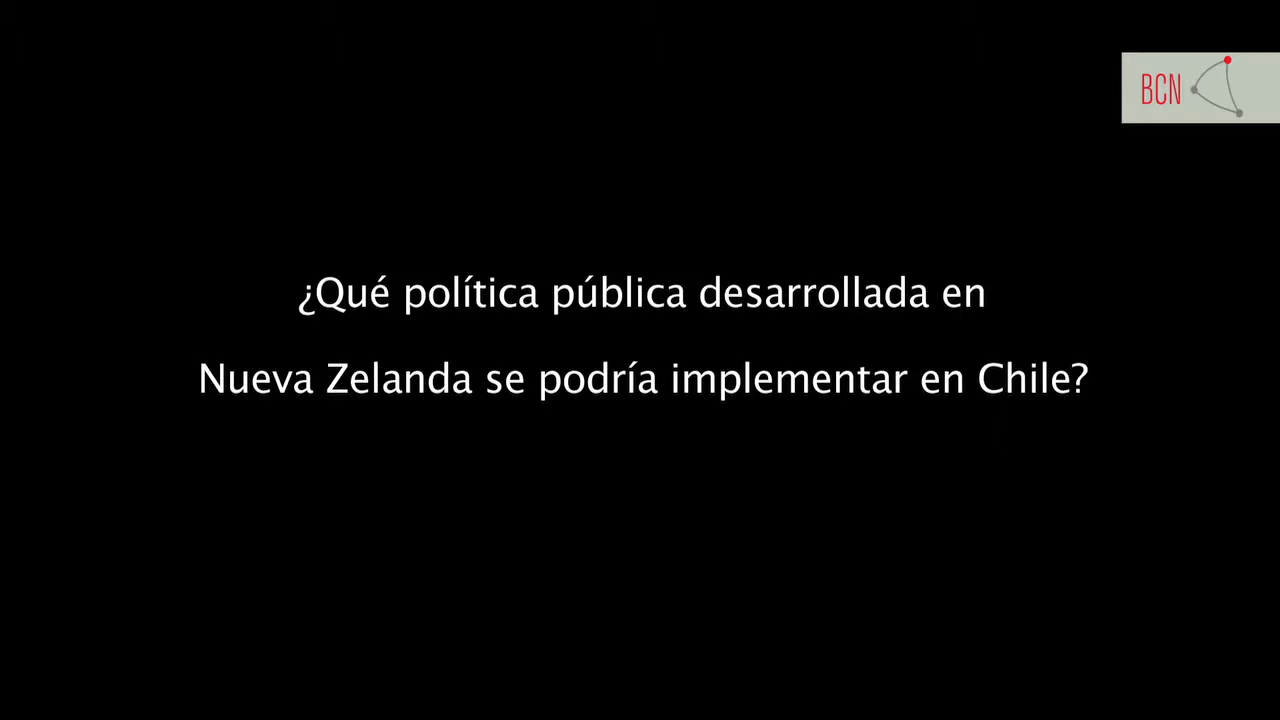 BCN
¿Qué política pública desarrollada en
Nueva Zelanda se podría implementar en Chile?